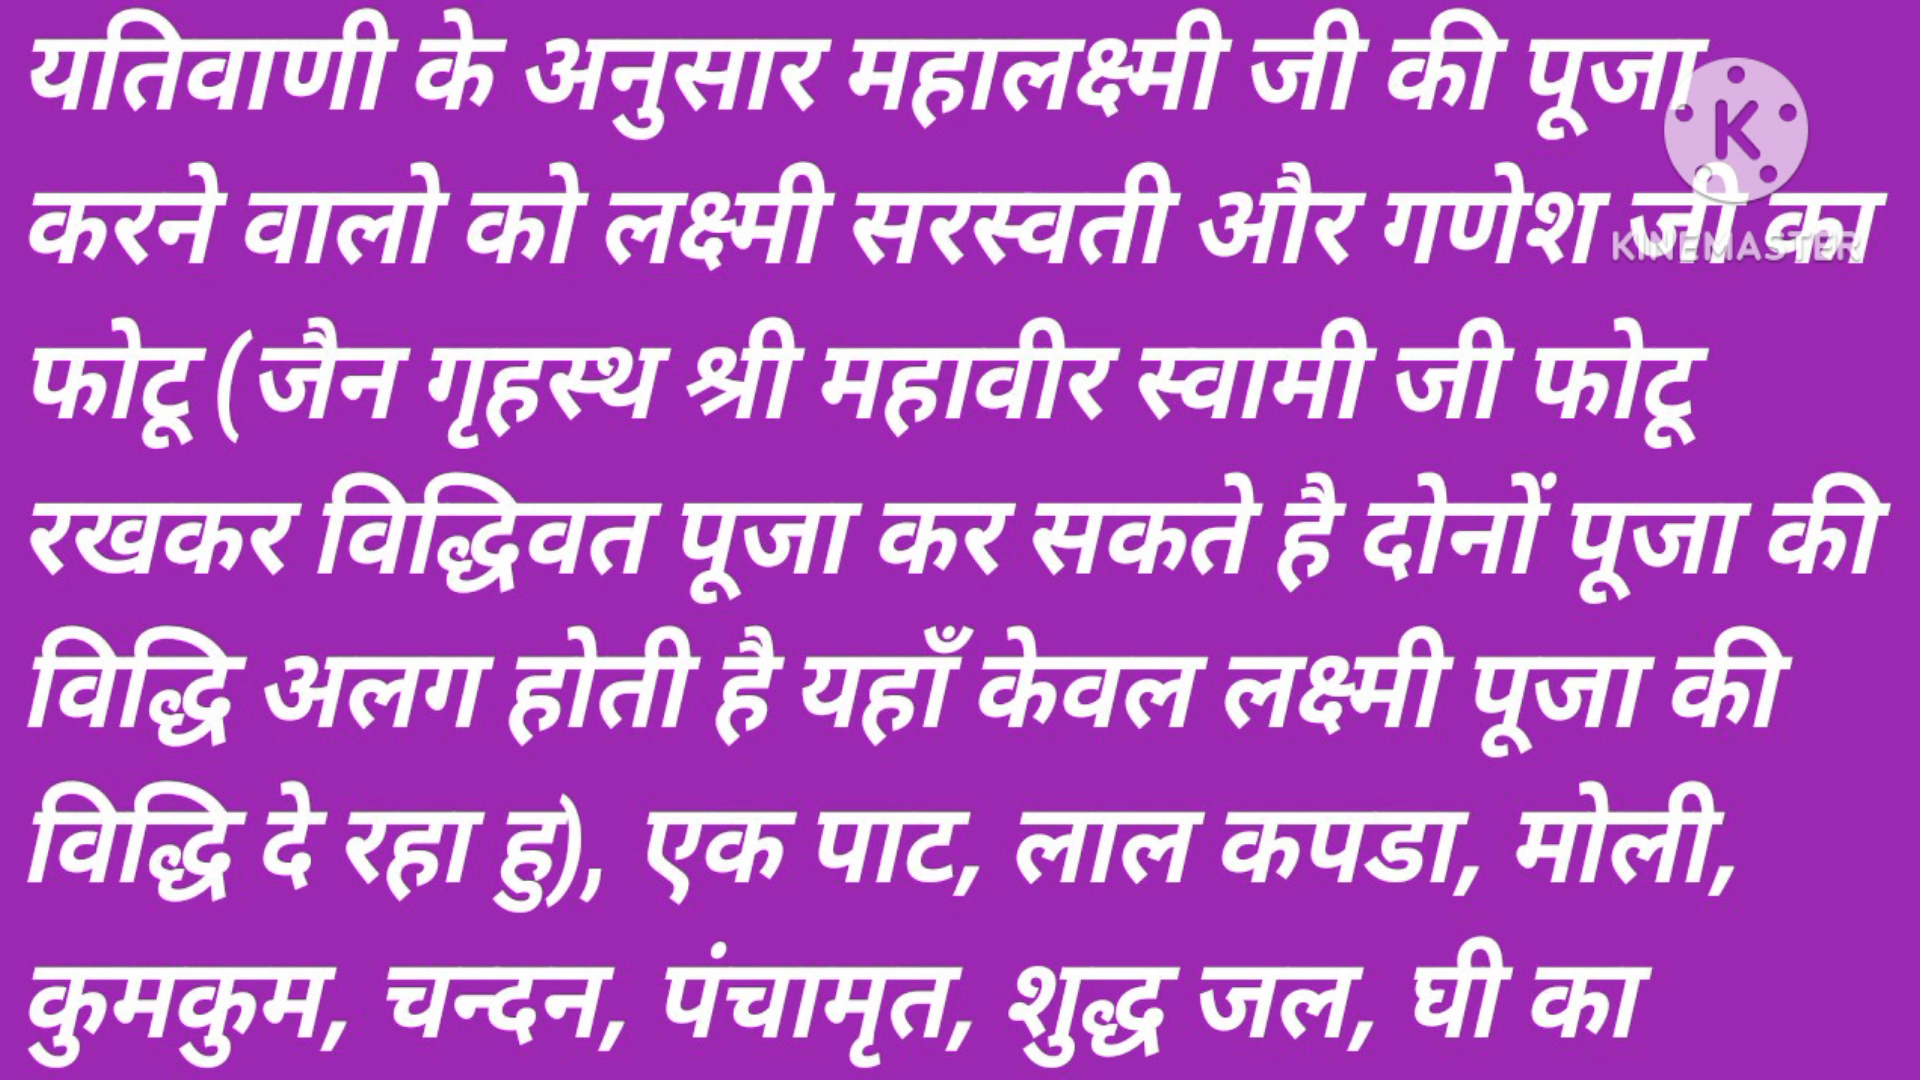 यतिवाणी के अनुसार महालक्ष्मी जी की पूजा
करने वालो को लक्ष्मी सरस्वती और गणेश जी का
फोटू (जैन गृहस्थ श्री महावीर स्वामी जी फोटू
रखकर विद्धिवत पूजा कर सकते है दोनों पूजा की
विद्धि अलग होती है यहाँ केवल लक्ष्मी पूजा की
विद्धि दे रहा हु), एक पाट, लाल कपडा, मोली,
कुमकुम, चन्दन, पंचामृत, शुद्ध जल, घी का
K
KINEMASTER